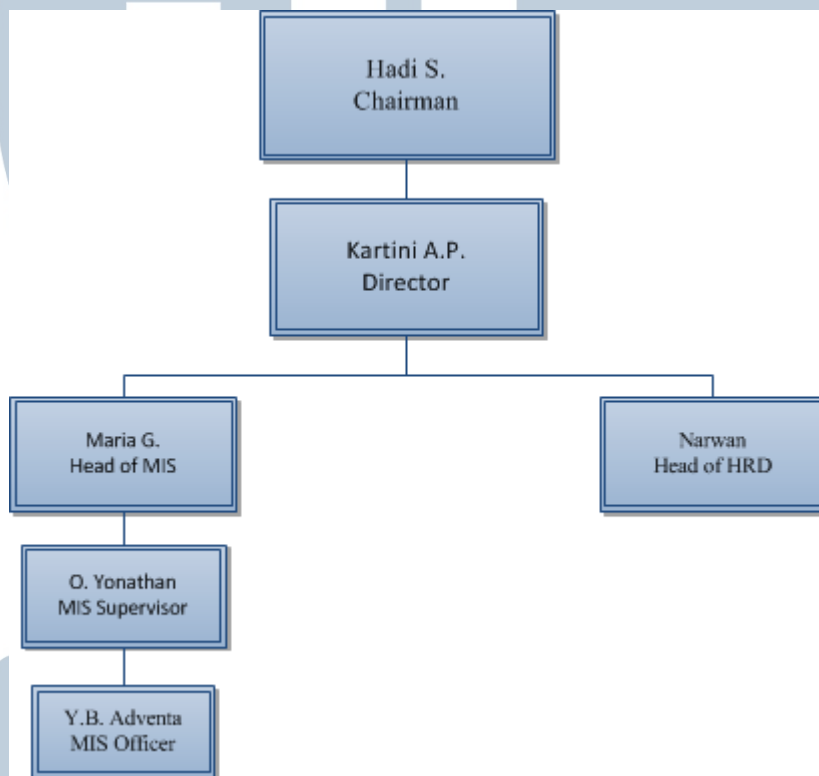 Hadi S.
Chairman
Kartini A.P.
Director
Maria G.
Head of MIS
Narwan
Head of HRD
O. Yonathan
MIS Supervisor
Y.B. Adventa
MIS Officer